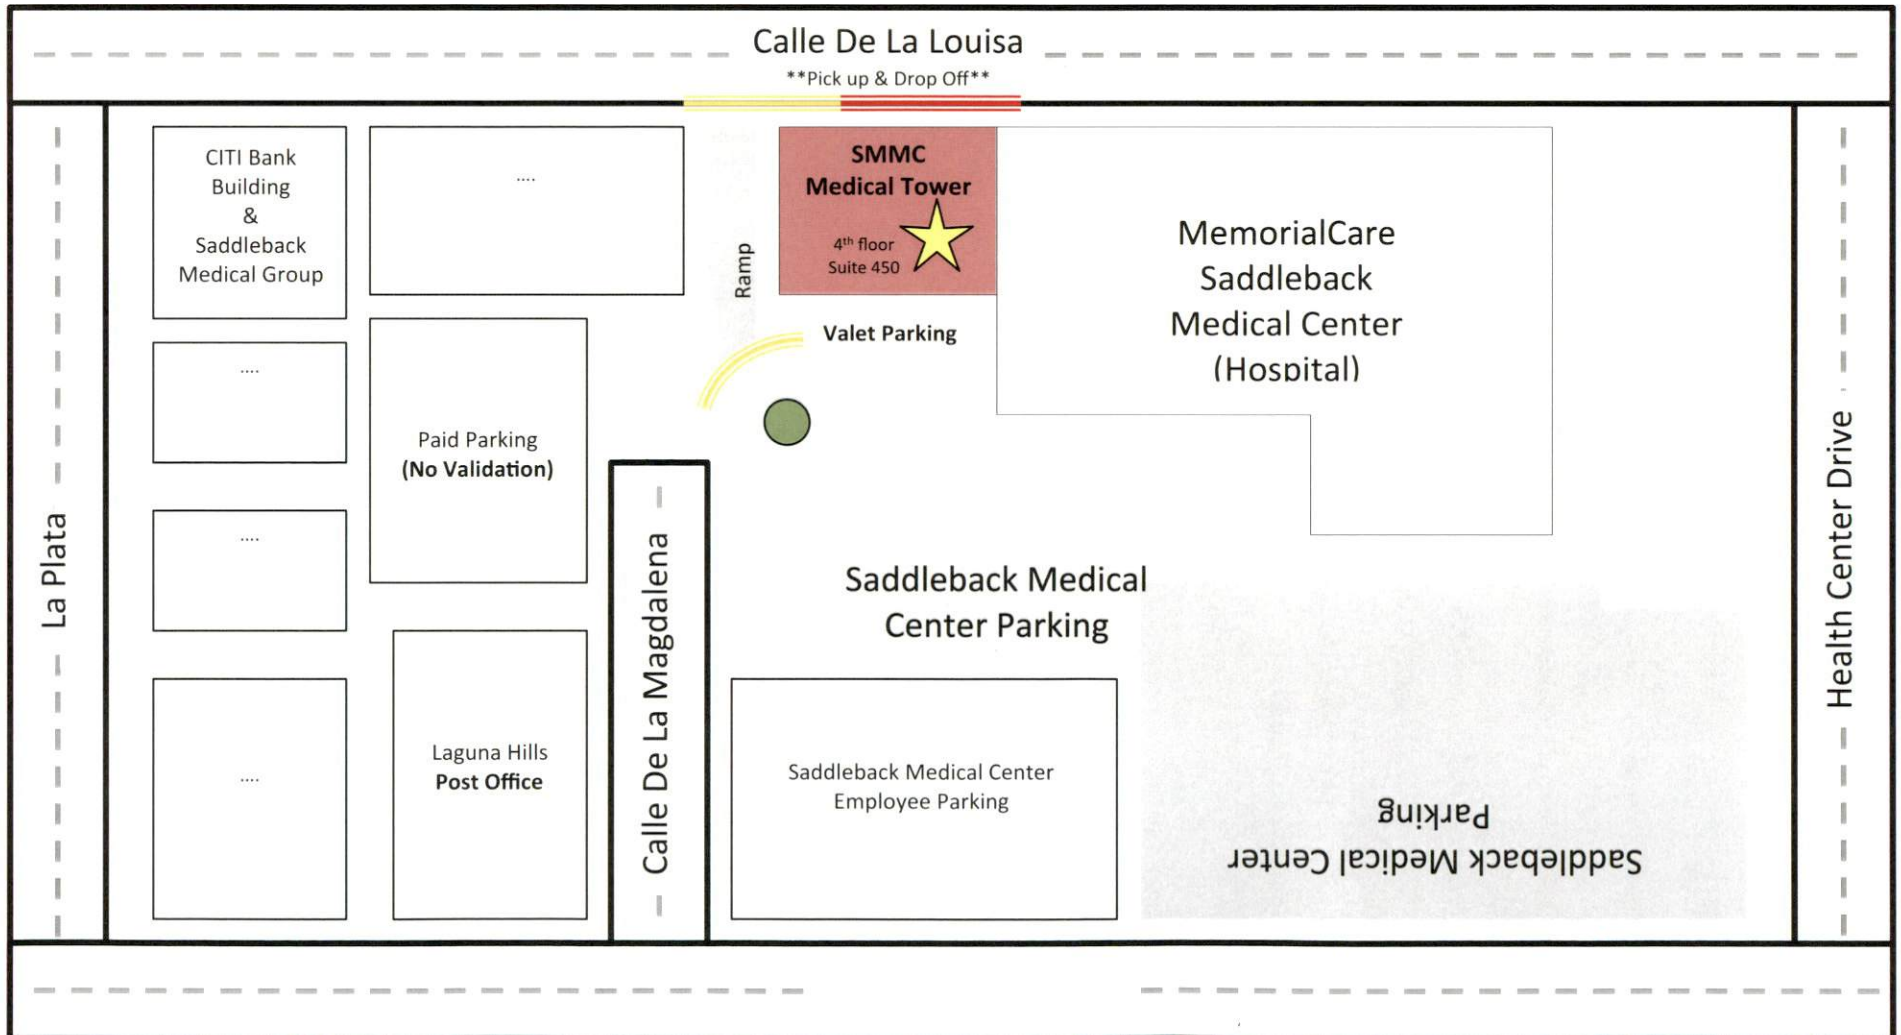 Calle De La Louisa
**Pick up & Drop Off**
CITI Bank
Building
&
Saddleback
Medical Group
....
SMMC
Medical Tower
4th floor
Suite 450
Ramp
Valet Parking
MemorialCare
Saddleback
Medical Center
(Hospital)
....
Paid Parking
(No Validation)
....
La Plata
Calle De La Magdalena
Saddleback Medical
Center Parking
Health Center Drive
....
Laguna Hills
Post Office
Saddleback Medical Center
Employee Parking
Saddleback Medical Center
Parking